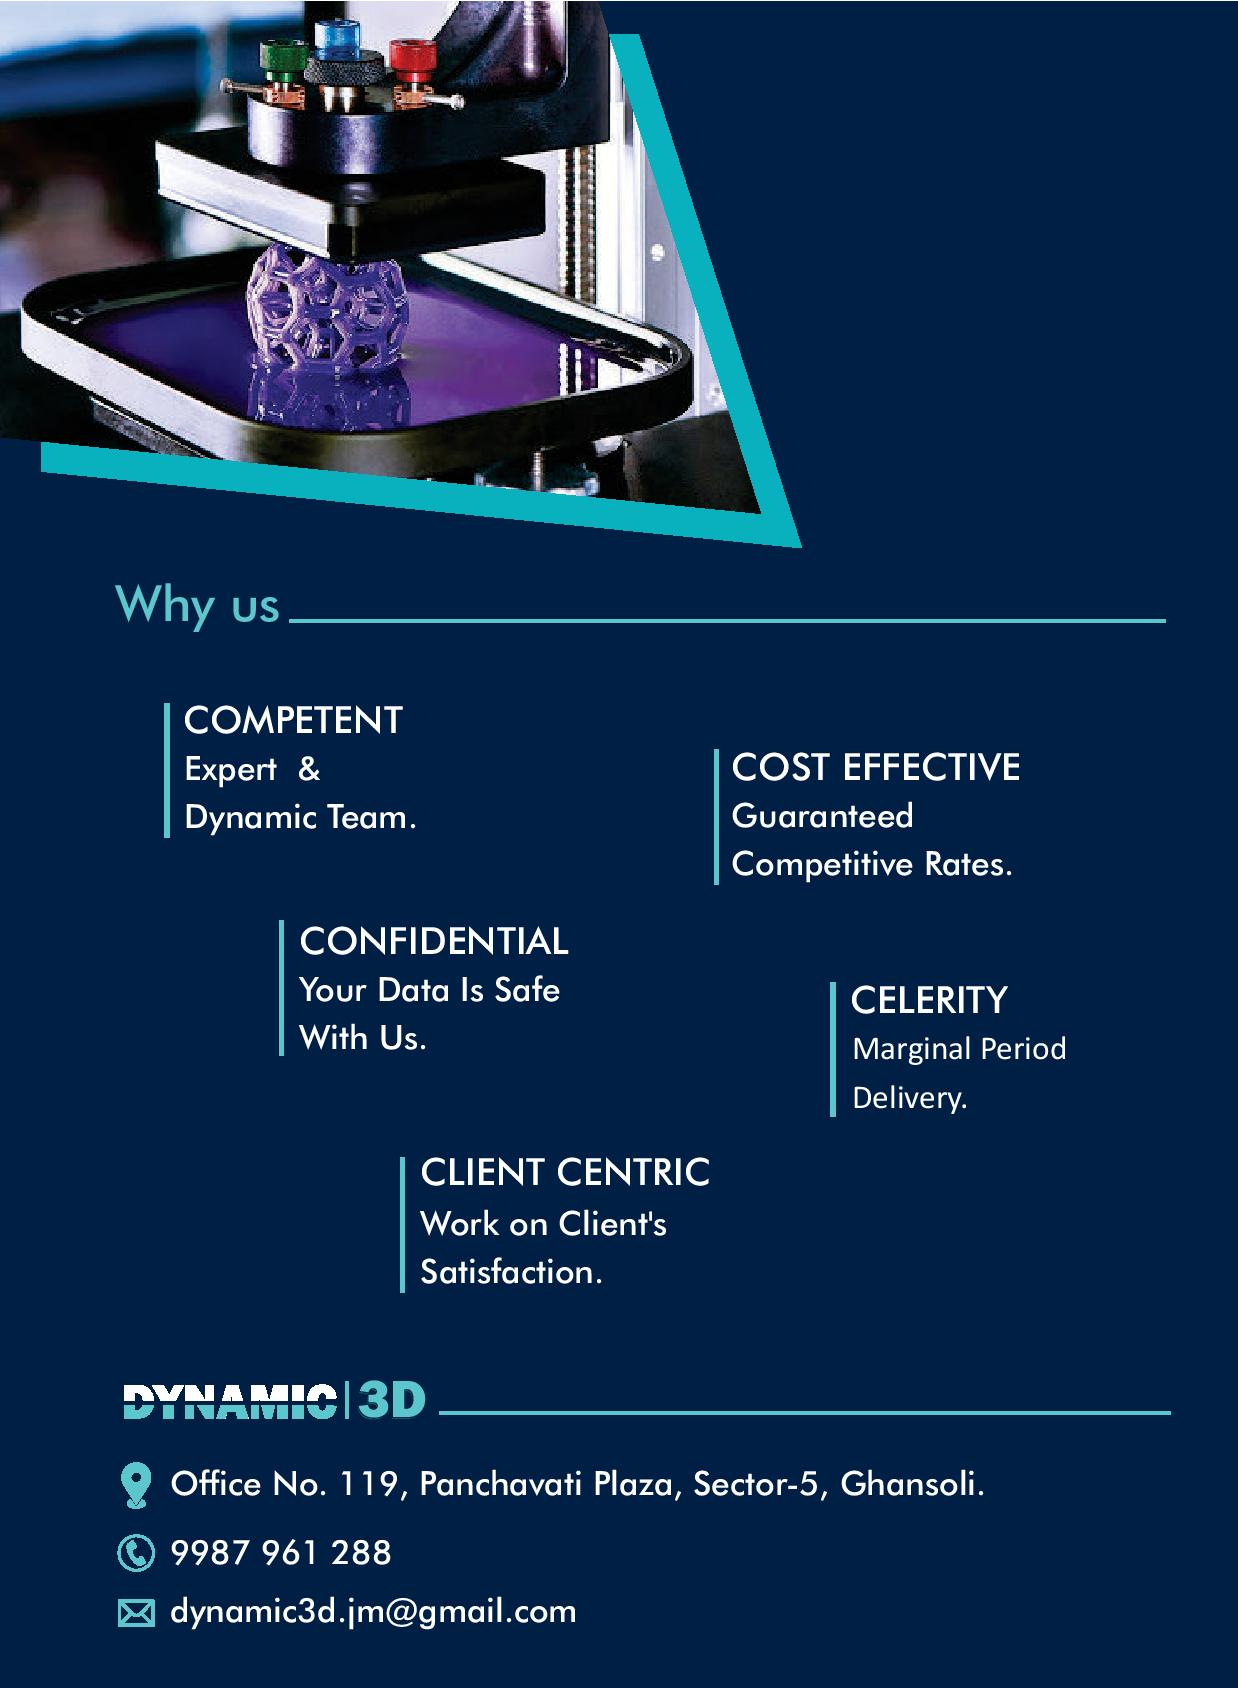 Why us
COMPETENT
Expert & 
Dynamic Team.
COST EFFECTIVE
Guaranteed
Competitive Rates.
CONFIDENTIAL
Your Data Is Safe
With Us.
CELERITY
Marginal Period
Delivery.
CLIENT CENTRIC
Work on Client's
Satisfaction.
DYNAMIC 3D
Office No. 119, Panchavati Plaza, Sector-5, Ghansoli.
9987 961 288
dynamic3d.jm@gmail.com